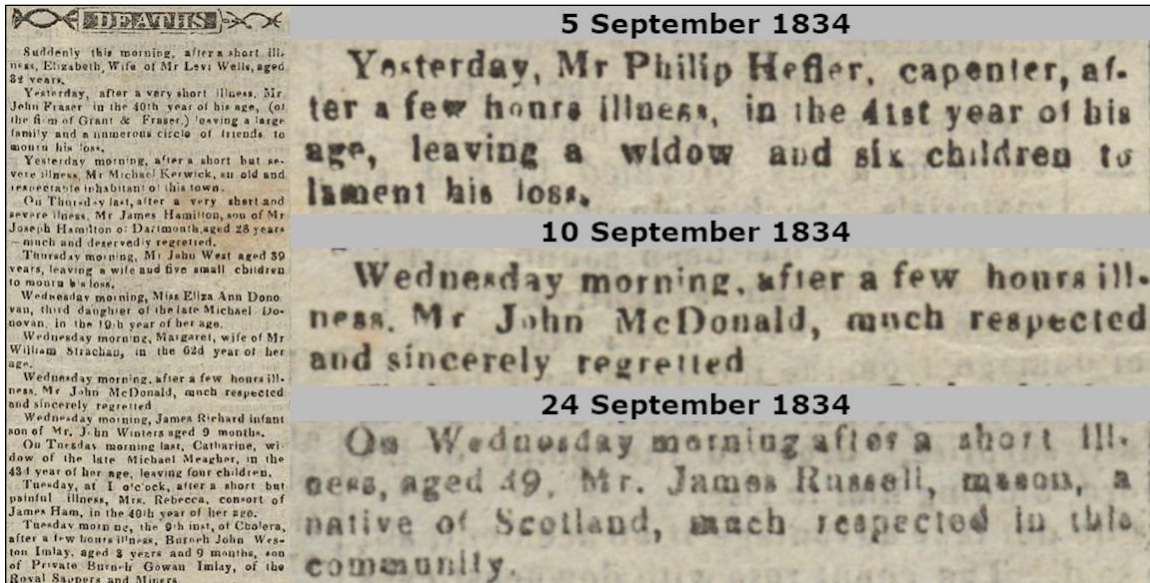 DEATHS
Suddenly this morning, after a short ill-
ness, Elizabeth, Wife of Mr Levi Wells, aged
32 years.
Yesterday, after a very short illness, Mr
John Fraser in the 40th year of his age, (of
the firm of Grant & Fraser.) leaving a large
family and a numerous circle of friends to
mourn his loss.
Yesterday morning, after a short but se-
vere illness, Mr Michael Kerwick, an old and
respectable inhabitant of this town.
On Thursday last, after a very short and
severe illness, Mr James Hamilton, son of Mr
Joseph Hamilton of Dartmouth, aged 28 years
—much and deservedly regretted.
Thursday morning, Mr John West aged 39
years, leaving a wife and five small children
to mourn his loss.
Wednesday morning, Miss Eliza Ann Dono
van, third daughter of the late Michael Do-
novan, in the 19th year of her age.
Wednesday morning, Margaret, wife of Mr
William Strachan, in the 62d year of her
age.
Wednesday morning, after a few hours ill-
ness, Mr John McDonald, much respected
and sincerely regretted
Wednesday morning, James Richard infant
son of Mr. John Winters aged 9 months.
On Tuesday morning last, Catharine, wi-
dow of the late Michael Meagher, in the
43d year of her age, leaving four children.
Tuesday, at 1 o'c'ock, after a short but
painful illness, Mrs. Rebecca, consort of
James Ham, in the 40th year of her age.
Tuesday morning, the 9th inst, of Cholera,
after a few hours illness, Burneh John Wes-
ton Imlay, aged 3 years and 9 months, son
of Private Burneh Gowan Imlay, of the
Royal Sappers and Miners
5 September 1834
Yesterday, Mr Philip Hefler, capenter, af-
ter a few hours illness, in the 41st year of his
age, leaving a widow and six children to
lament his loss.
10 September 1834
Wednesday morning, after a few hours ill-
ness, Mr John McDonald, much respected
and sincerely regretted
24 September 1834
On Wednesday morning after a short ill-
ness, aged 49, Mr. James Russell, mason, a
native of Scotland, much respected in this
community.